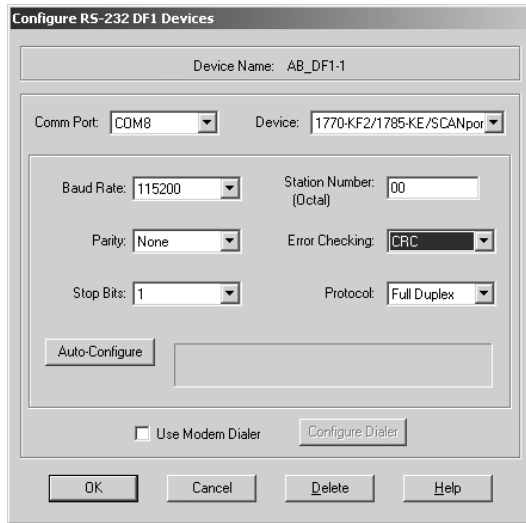 Configure RS-232 DF1 Devices
Device Name: AB_DF1-1
Comm Port: COM8 Device: 1770-KF2/1785-KE/SCANpor
Baud Rate: 115200 Station Number: 00
(Octal)
Parity: None Error Checking: CRC
Stop Bits: 1 Protocol: Full Duplex
Auto-Configure
Use Modem Dialer Configure Dialer
OK Cancel Delete Help